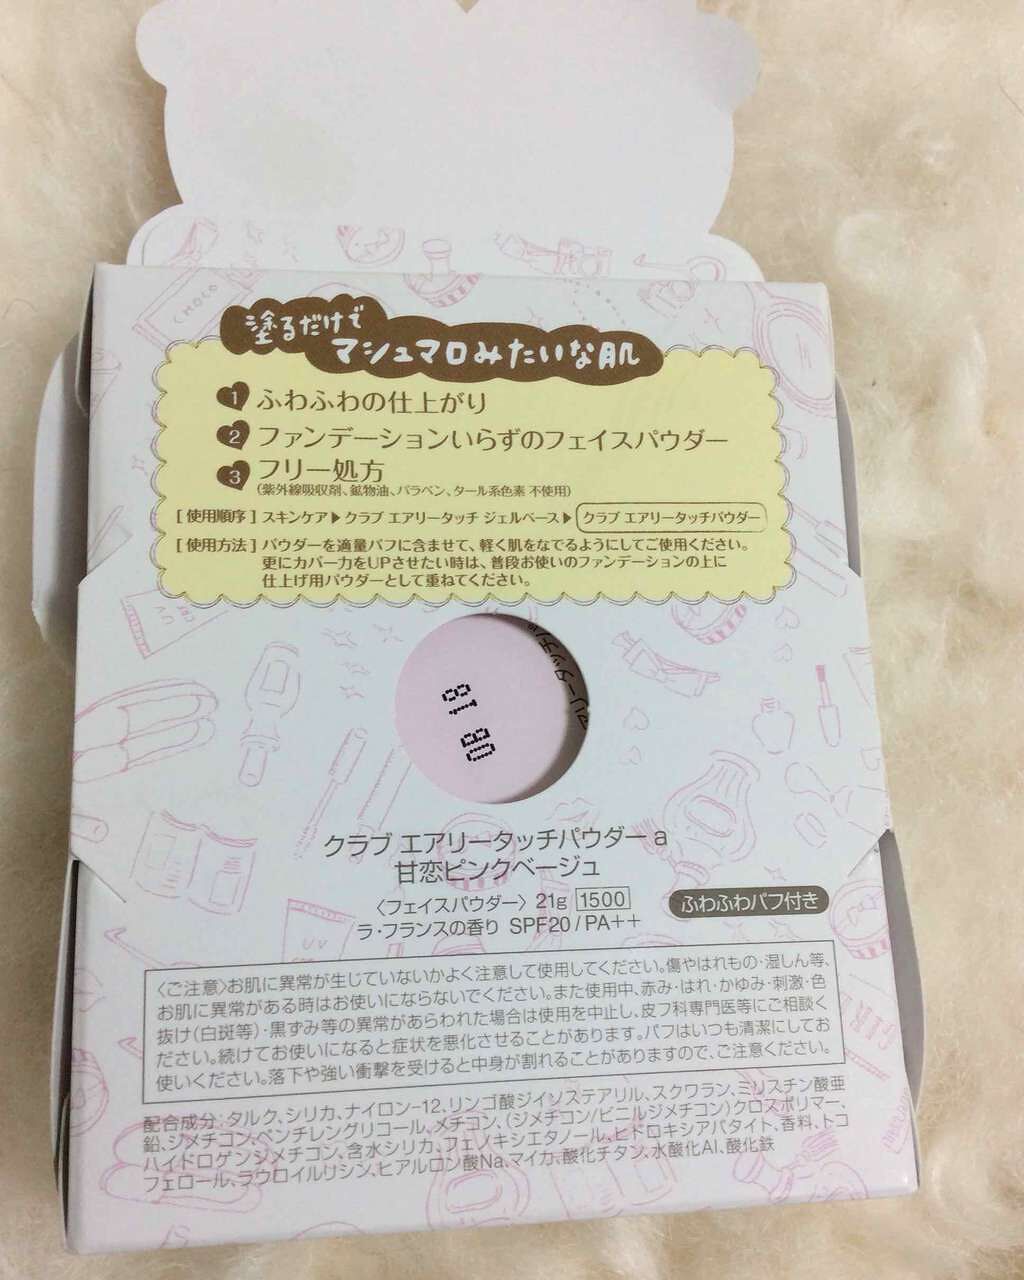 CHOCO
塗るだけで
マシュマロみたいな肌
1 ふわふわの仕上がり
2 ファンデーションいらずのフェイスパウダー
3 フリー処方
(紫外線吸収剤、鉱物油、パラベン、タール系色素 不使用)
[使用順序] スキンケア▶クラブ エアリータッチ ジェルベース▶ クラブ エアリータッチパウダー
[使用方法] パウダーを適量パフに含ませて、軽く肌をなでるようにしてご使用ください。
更にカバー力をUPさせたい時は、普段お使いのファンデーションの上に
仕上げ用パウダーとして重ねてください。
UV
アリータッチパ
クラブ エアリータッチパウダー a
甘恋ピンクベージュ
〈フェイスパウダー〉 21g 1500
ふわふわパフ付き
ラ・フランスの香り SPF20/PA++
UV
〈ご注意〉お肌に異常が生じていないかよく注意して使用してください。傷やはれもの・湿しん等、
お肌に異常がある時はお使いにならないでください。また使用中、赤み・はれ・かゆみ・刺激・色
抜け(白斑等)・黒ずみ等の異常があらわれた場合は使用を中止し、皮フ科専門医等にご相談く
ださい。続けてお使いになると症状を悪化させることがあります。パフはいつも清潔にしてお
使いください。落下や強い衝撃を受けると中身が割れることがありますので、ご注意ください。
配合成分:タルク、シリカ、ナイロン-12、リンゴ酸ジイソステアリル、スクワラン、ミリスチン酸亜
鉛、ジメチコン、ペンチレングリコール、メチコン、(ジメチコン/ビニルジメチコン)クロスポリマー、
ハイドロゲンジメチコン、含水シリカ、フェノキシエタノール、ヒドロキシアパタイト、香料、トコ
フェロール、ラウロイルリシン、ヒアルロン酸Na、マイカ、酸化チタン、水酸化Al、酸化鉄